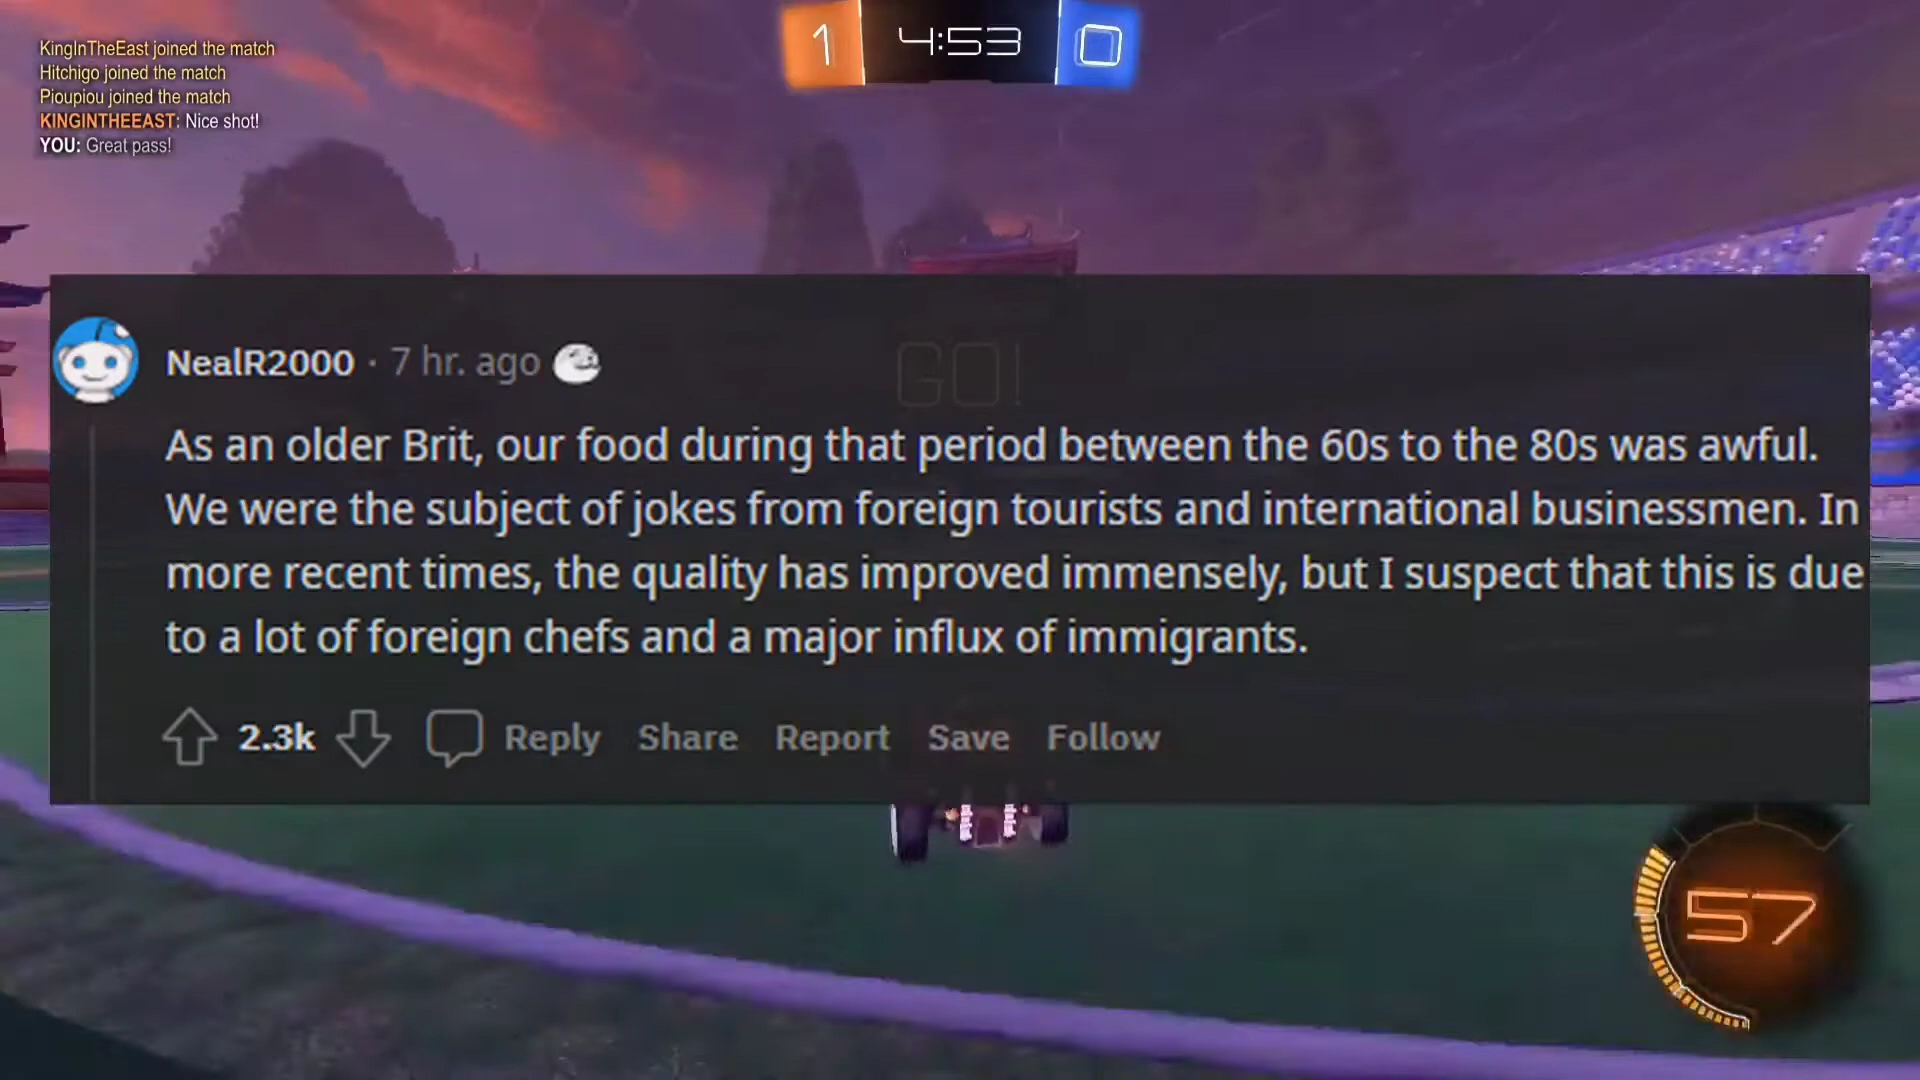 KingInTheEast joined the match
Hitchigo joined the match
Pioupiou joined the match
KINGINTHEEAST: Nice shot!
YOU: Great pass!
1 4:53 0
GO!
NealR2000 · 7 hr. ago
As an older Brit, our food during that period between the 60s to the 80s was awful.
We were the subject of jokes from foreign tourists and international businessmen. In
more recent times, the quality has improved immensely, but I suspect that this is due
to a lot of foreign chefs and a major influx of immigrants.
2.3k Reply Share Report Save Follow
57